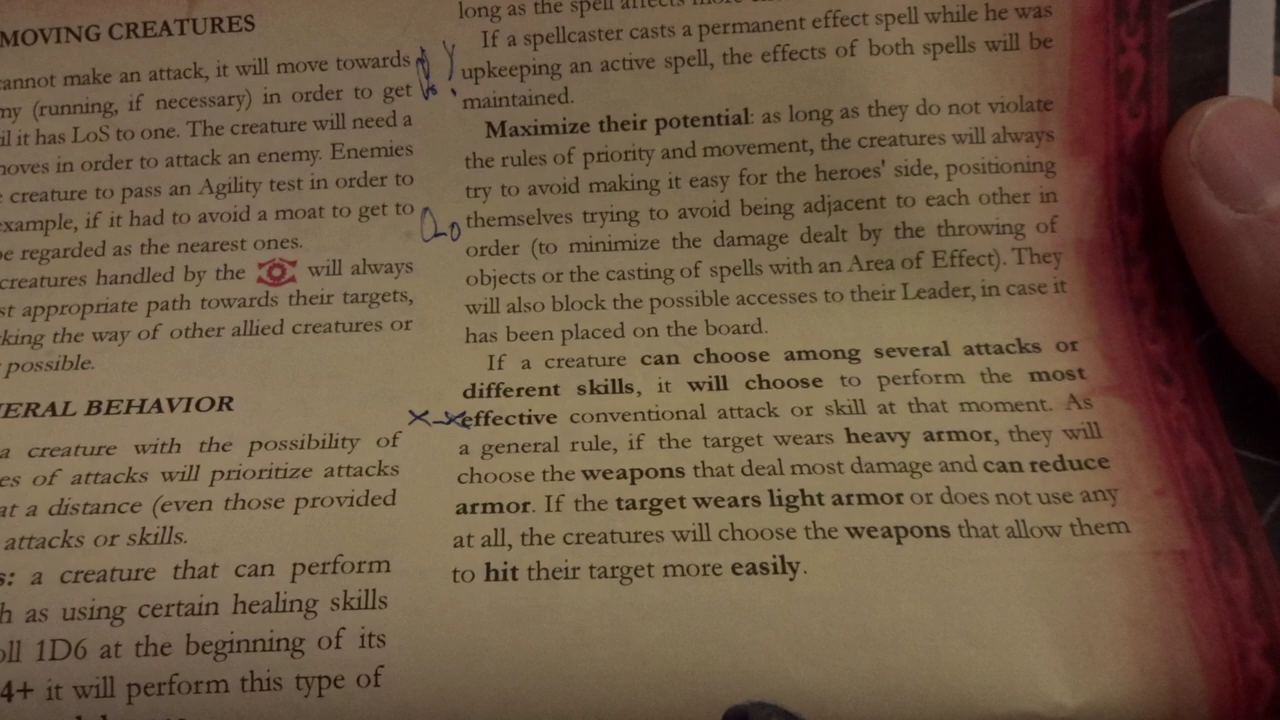 MOVING CREATURES
cannot make an attack, it will move towards
my (running, if necessary) in order to get
il it has LoS to one. The creature will need a
moves in order to attack an enemy. Enemies
creature to pass an Agility test in order to
example, if it had to avoid a moat to get to
be regarded as the nearest ones.
creatures handled by the will always
st appropriate path towards their targets,
king the way of other allied creatures or
possible.
ERAL BEHAVIOR
a creature with the possibility of
es of attacks will prioritize attacks
at a distance (even those provided
attacks or skills.
s: a creature that can perform
h as using certain healing skills
oll 1D6 at the beginning of its
4+ it will perform this type of
long as the spell affects more
If a spellcaster casts a permanent effect spell while he was
upkeeping an active spell, the effects of both spells will be
maintained.
Maximize their potential: as long as they do not violate
the rules of priority and movement, the creatures will always
try to avoid making it easy for the heroes' side, positioning
themselves trying to avoid being adjacent to each other in
order (to minimize the damage dealt by the throwing of
objects or the casting of spells with an Area of Effect). They
will also block the possible accesses to their Leader, in case it
has been placed on the board.
If a creature can choose among several attacks or
different skills, it will choose to perform the most
effective conventional attack or skill at that moment. As
a general rule, if the target wears heavy armor, they will
choose the weapons that deal most damage and can reduce
armor. If the target wears light armor or does not use any
at all, the creatures will choose the weapons that allow them
to hit their target more easily.